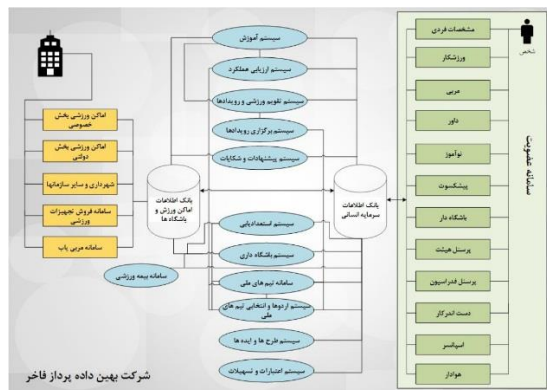 شخص
سامانه عضویت
مشخصات فردی
ورزشکار
مربی
داور
نوآموز
پیشکسوت
باشگاه دار
پرسنل هیئت
پرسنل فدراسیون
دست اندرکار
اسپانسر
هوادار
بانک اطلاعات
سرمایه انسانی
سیستم آموزش
سیستم ارزیابی عملکرد
سیستم تقویم ورزشی و رویدادها
سیستم برگزاری رویدادها
سیستم پیشنهادات و شکایات
سیستم استعدادیابی
سیستم باشگاه داری
سامانه تیم های ملی
سیستم اردوها و انتخابی تیم های
ملی
سیستم طرح ها و ایده ها
سیستم اعتبارات و تسهیلات
بانک اطلاعات
اماکن ورزش و
باشگاه ها
سامانه بیمه ورزشی
اماکن ورزشی بخش
خصوصی
اماکن ورزشی بخش
دولتی
شهرداری و سایر سازمانها
سامانه فروش تجهیزات
ورزشی
سامانه مربی یاب
شرکت بهین داده پرداز فاخر